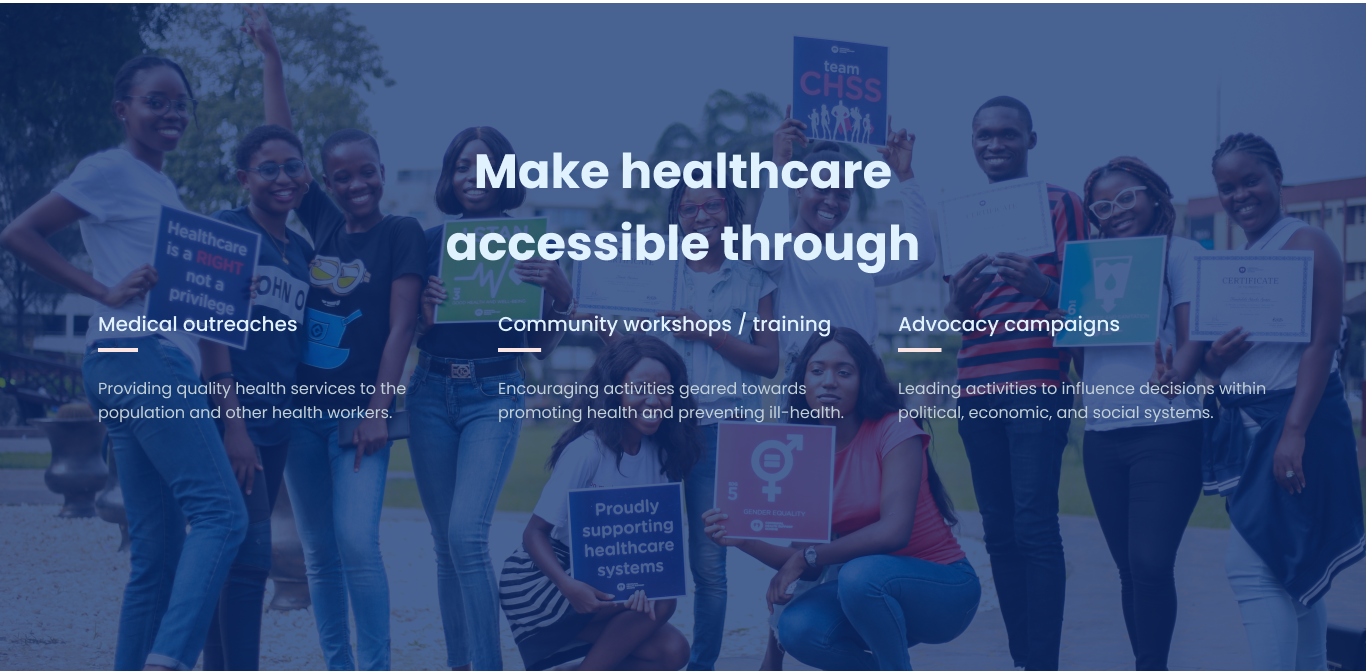 Make healthcare
accessible through
Medical outreaches
Providing quality health services to the
population and other health workers.
Community workshops / training
Encouraging activities geared towards
promoting health and preventing ill-health.
Advocacy campaigns
Leading activities to influence decisions within
political, economic, and social systems.
team
CHSS
Healthcare
is a RIGHT
not a
privilege
OHN O
3
6
CERTIFICATE
5
GENDER EQUALITY
Proudly
supporting
healthcare
systems